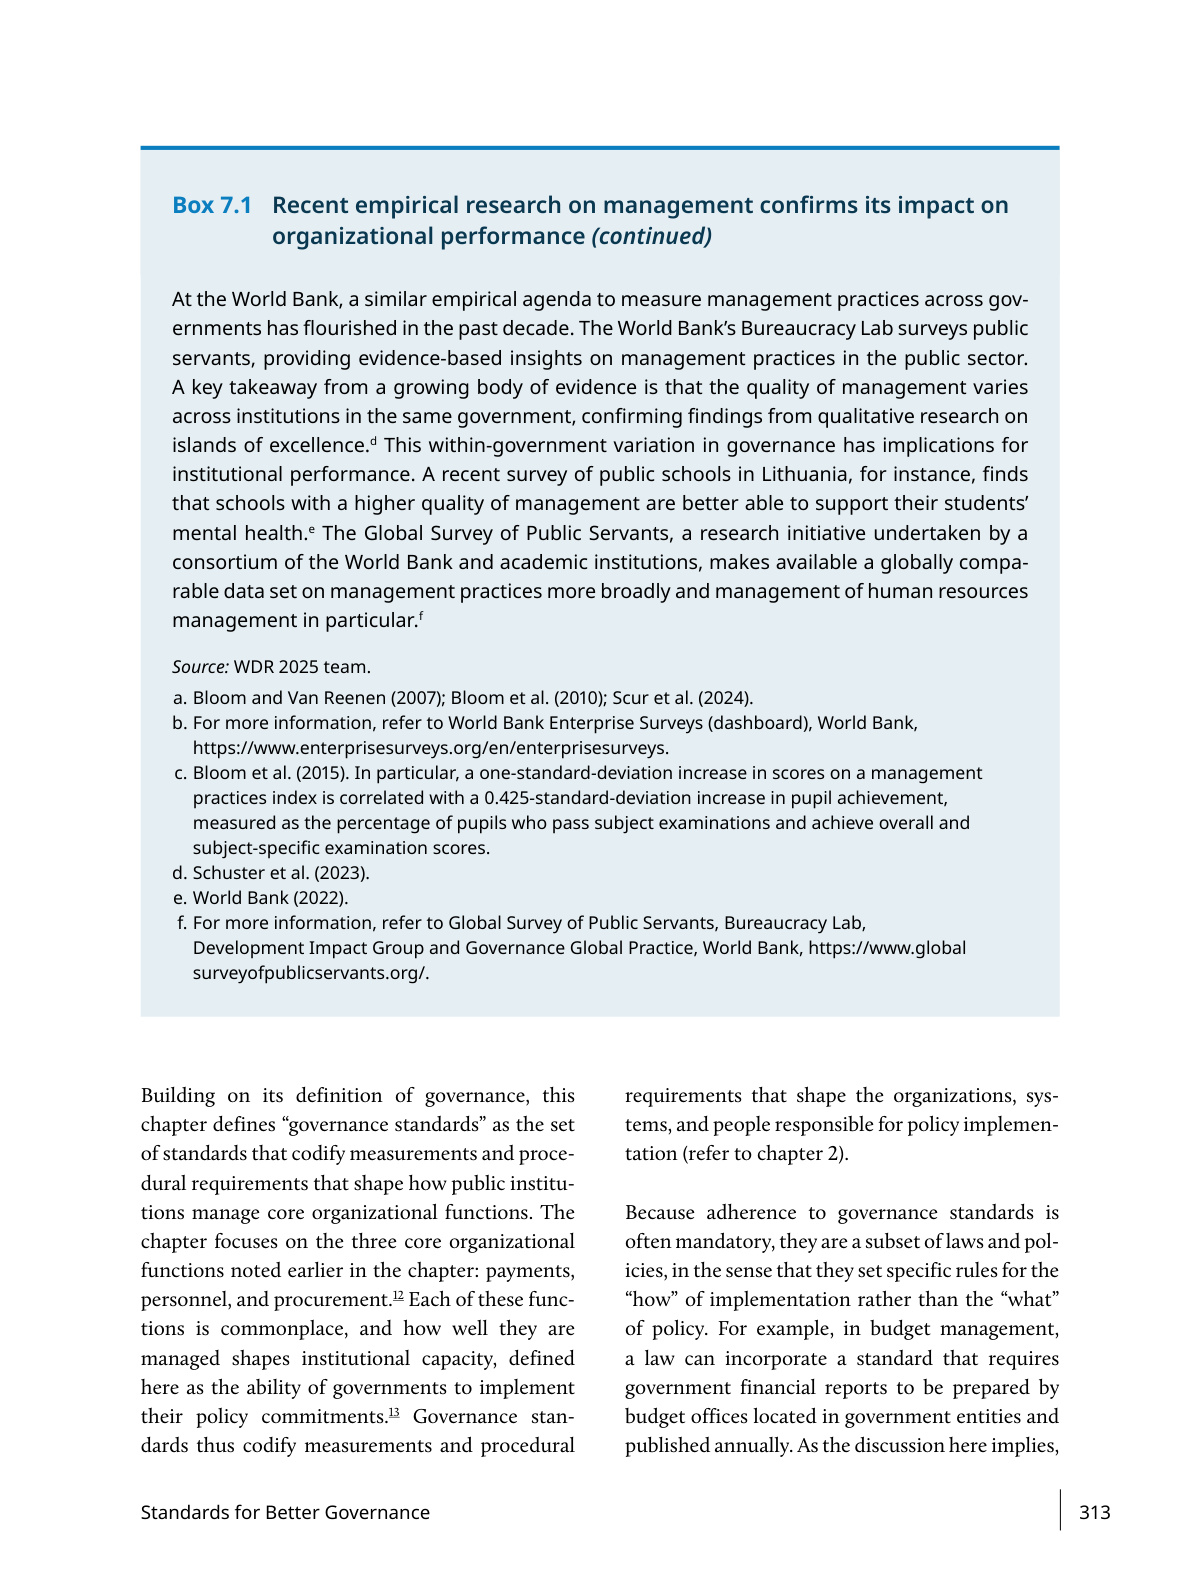 Box 7.1 Recent empirical research on management confirms its impact on
organizational performance (continued)
At the World Bank, a similar empirical agenda to measure management practices across gov-
ernments has flourished in the past decade. The World Bank’s Bureaucracy Lab surveys public
servants, providing evidence-based insights on management practices in the public sector.
A key takeaway from a growing body of evidence is that the quality of management varies
across institutions in the same government, confirming findings from qualitative research on
islands of excellence.d This within-government variation in governance has implications for
institutional performance. A recent survey of public schools in Lithuania, for instance, finds
that schools with a higher quality of management are better able to support their students’
mental health.e The Global Survey of Public Servants, a research initiative undertaken by a
consortium of the World Bank and academic institutions, makes available a globally compa-
rable data set on management practices more broadly and management of human resources
management in particular.f
Source: WDR 2025 team.
a. Bloom and Van Reenen (2007); Bloom et al. (2010); Scur et al. (2024).
b. For more information, refer to World Bank Enterprise Surveys (dashboard), World Bank,
https://www.enterprisesurveys.org/en/enterprisesurveys.
c. Bloom et al. (2015). In particular, a one-standard-deviation increase in scores on a management
practices index is correlated with a 0.425-standard-deviation increase in pupil achievement,
measured as the percentage of pupils who pass subject examinations and achieve overall and
subject-specific examination scores.
d. Schuster et al. (2023).
e. World Bank (2022).
f. For more information, refer to Global Survey of Public Servants, Bureaucracy Lab,
Development Impact Group and Governance Global Practice, World Bank, https://www.global
surveyofpublicservants.org/.
Building on its definition of governance, this
chapter defines “governance standards” as the set
of standards that codify measurements and proce-
dural requirements that shape how public institu-
tions manage core organizational functions. The
chapter focuses on the three core organizational
functions noted earlier in the chapter: payments,
personnel, and procurement.12 Each of these func-
tions is commonplace, and how well they are
managed shapes institutional capacity, defined
here as the ability of governments to implement
their policy commitments.13 Governance stan-
dards thus codify measurements and procedural
requirements that shape the organizations, sys-
tems, and people responsible for policy implemen-
tation (refer to chapter 2).
Because adherence to governance standards is
often mandatory, they are a subset of laws and pol-
icies, in the sense that they set specific rules for the
“how” of implementation rather than the “what”
of policy. For example, in budget management,
a law can incorporate a standard that requires
government financial reports to be prepared by
budget offices located in government entities and
published annually. As the discussion here implies,
Standards for Better Governance
313